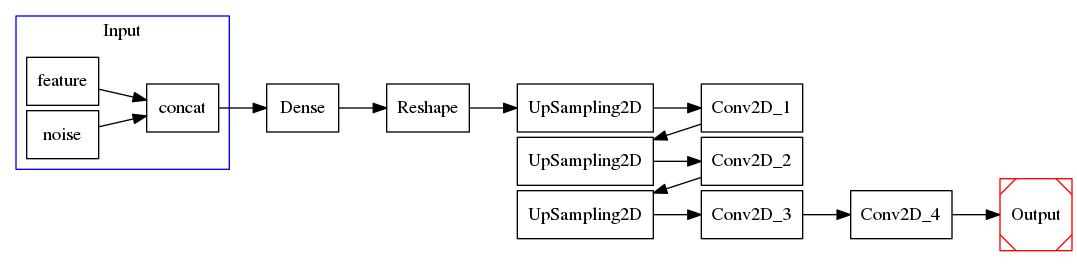 Input
feature
noise
concat
Dense
Reshape
UpSampling2D
Conv2D_1
UpSampling2D
Conv2D_2
UpSampling2D
Conv2D_3
Conv2D_4
Output